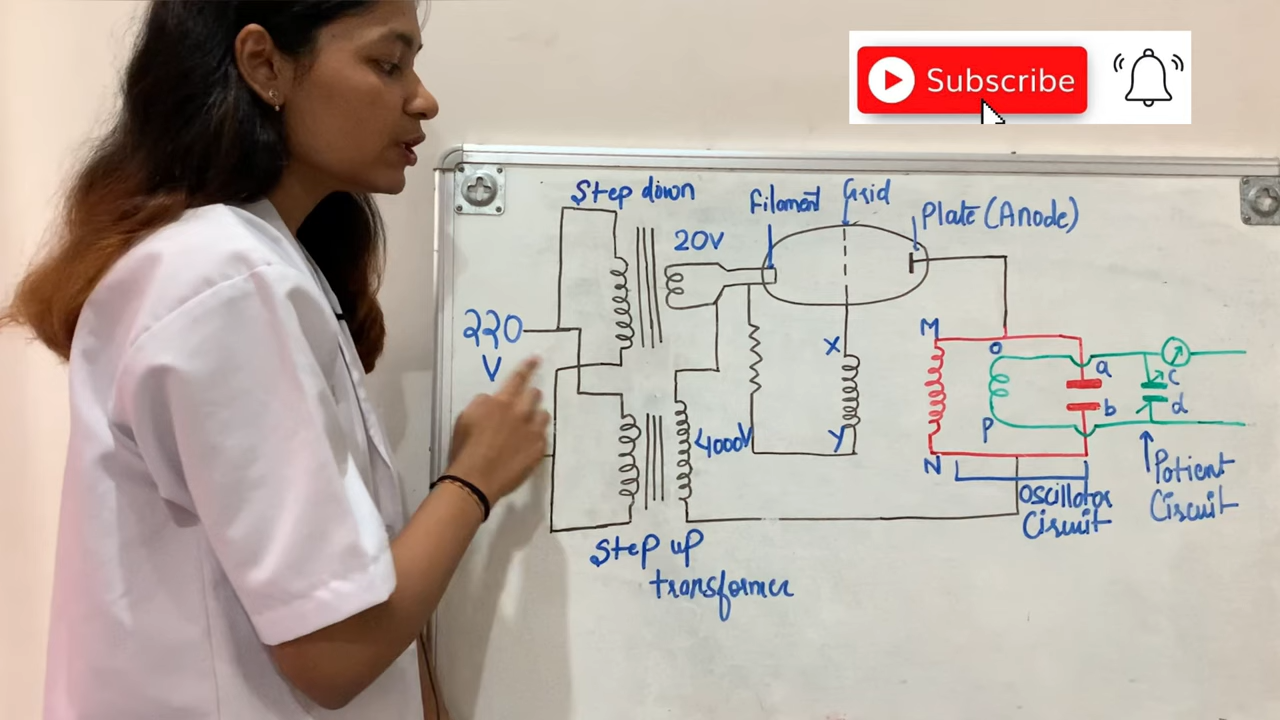 Subscribe
Step down
filament
Grid
Plate (Anode)
20V
220
V
X
Y
4000V
M
N
O
P
a
b
c
d
Oscillator
Circuit
Patient
Circuit
Step up
transformer